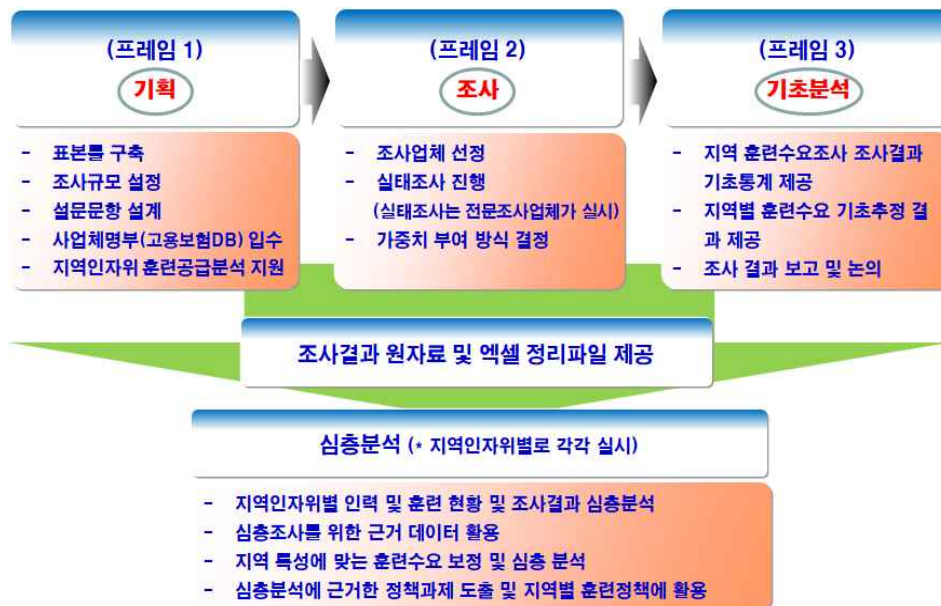 (프레임 1)
기획
- 표본틀 구축
- 조사규모 설정
- 설문문항 설계
- 사업체명부(고용보험DB) 입수
- 지역인자위 훈련공급분석 지원
(프레임 2)
조사
- 조사업체 선정
- 실태조사 진행
(실태조사는 전문조사업체가 실시)
- 가중치 부여 방식 결정
(프레임 3)
기초분석
- 지역 훈련수요조사 조사결과
기초통계 제공
- 지역별 훈련수요 기초추정 결
과 제공
- 조사 결과 보고 및 논의
조사결과 원자료 및 엑셀 정리파일 제공
심층분석 (* 지역인자위별로 각각 실시)
- 지역인자위별 인력 및 훈련 현황 및 조사결과 심층분석
- 심층조사를 위한 근거 데이터 활용
- 지역 특성에 맞는 훈련수요 보정 및 심층 분석
- 심층분석에 근거한 정책과제 도출 및 지역별 훈련정책에 활용